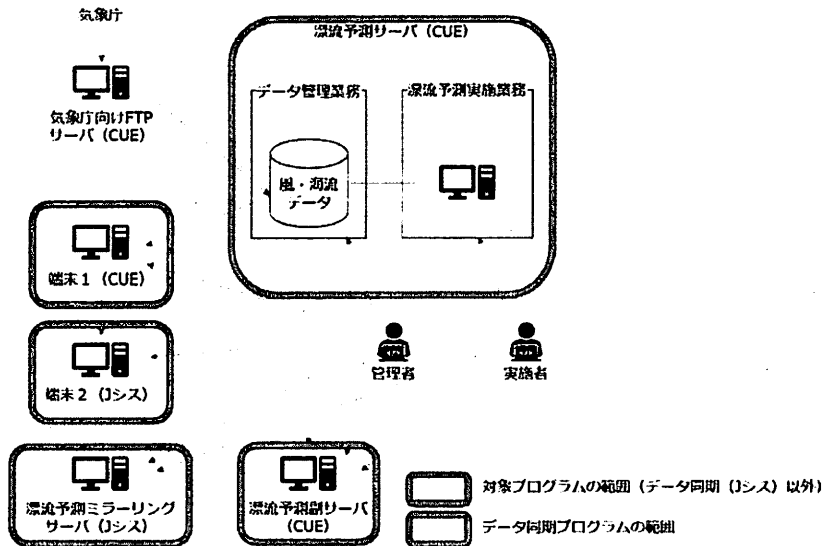 気象庁
気象庁向けFTP
サーバ（CUE）
漂流予測サーバ（CUE）
データ管理業務
漂流予測実施業務
風・海流
データ
端末１（CUE）
端末２（Jシス）
管理者
実施者
漂流予測ミラーリング
サーバ（Jシス）
漂流予測副サーバ
（CUE）
対象プログラムの範囲（データ同期（Jシス）以外）
データ同期プログラムの範囲